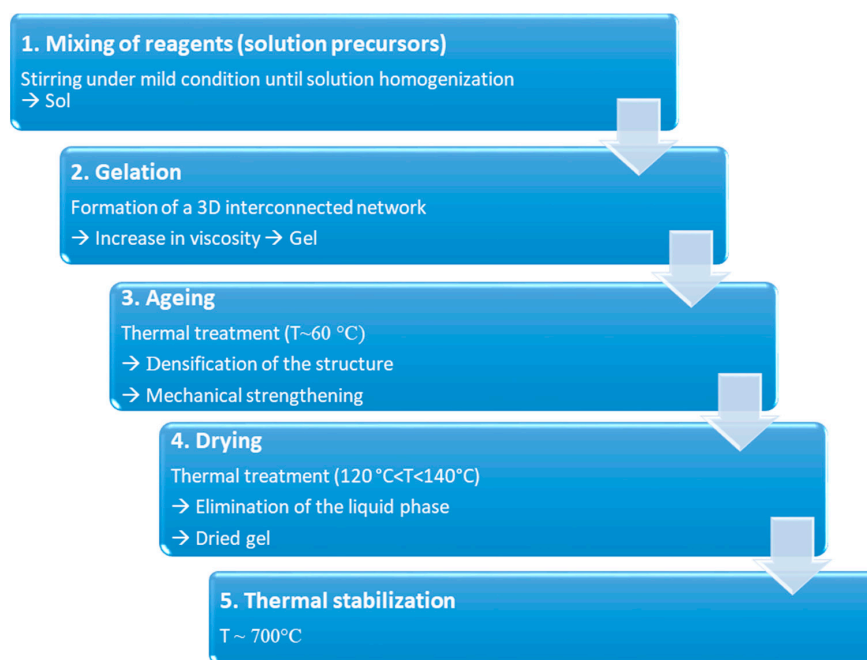 1. Mixing of reagents (solution precursors)
Stirring under mild condition until solution homogenization
→ Sol
2. Gelation
Formation of a 3D interconnected network
→ Increase in viscosity → Gel
3. Ageing
Thermal treatment (T~60 °C)
→ Densification of the structure
→ Mechanical strengthening
4. Drying
Thermal treatment (120 °C<T<140°C)
→ Elimination of the liquid phase
→ Dried gel
5. Thermal stabilization
T ~ 700°C